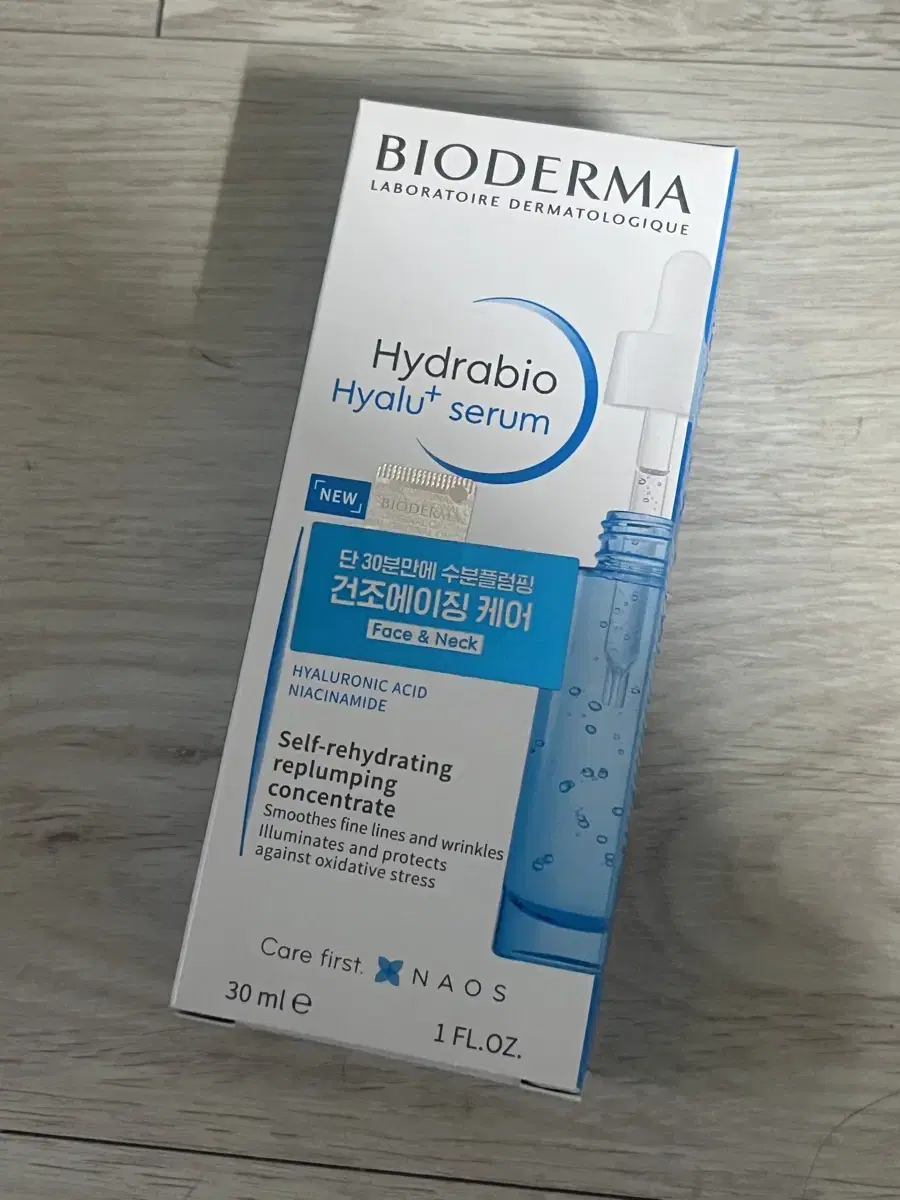 BIODERMA
LABORATOIRE DERMATOLOGIQUE
Hydrabio
Hyalu+ serum
NEW
BIODERMA
단 30분만에 수분플럼핑
건조에이징 케어
Face & Neck
HYALURONIC ACID
NIACINAMIDE
Self-rehydrating
replumping
concentrate
Smoothes fine lines and wrinkles
Illuminates and protects
against oxidative stress
Care first.
NAOS
30 ml ℮
1 FL.OZ.